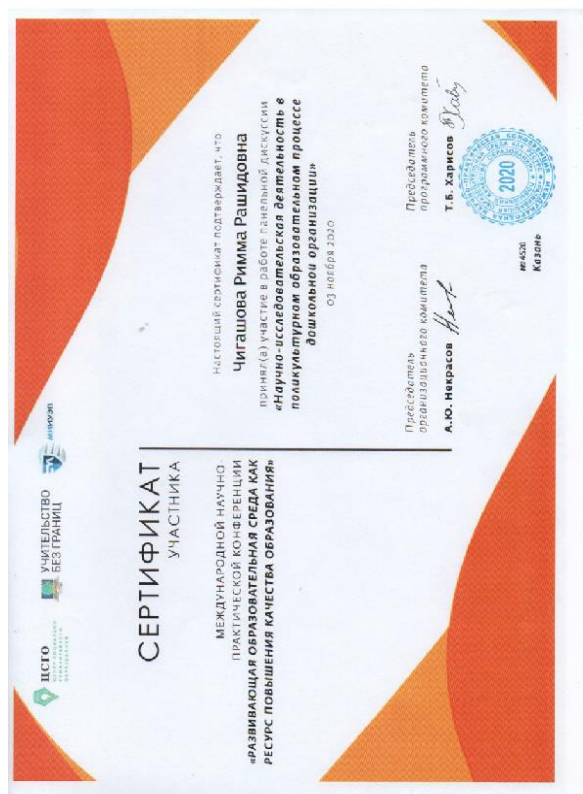 ЦСГО
УЧИТЕЛЬСТВО
БЕЗ ГРАНИЦ
СЕРТИФИКАТ
УЧАСТНИКА
МЕЖДУНАРОДНОЙ НАУЧНО-
ПРАКТИЧЕСКОЙ КОНФЕРЕНЦИИ
«РАЗВИВАЮЩАЯ ОБРАЗОВАТЕЛЬНАЯ СРЕДА КАК
РЕСУРС ПОВЫШЕНИЯ КАЧЕСТВА ОБРАЗОВАНИЯ»
Настоящий сертификат подтверждает, что
Чигашова Римма Рашидовна
принял(а) участие в работе панельной дискуссии
«Научно-исследовательская деятельность в
поликультурном образовательном процессе
дошкольной организации»
03 ноября 2020
Председатель
организационного комитета
А.Ю. Некрасов
Председатель
программного комитета
Т.Б. Харисов
2020
№4520
Казань